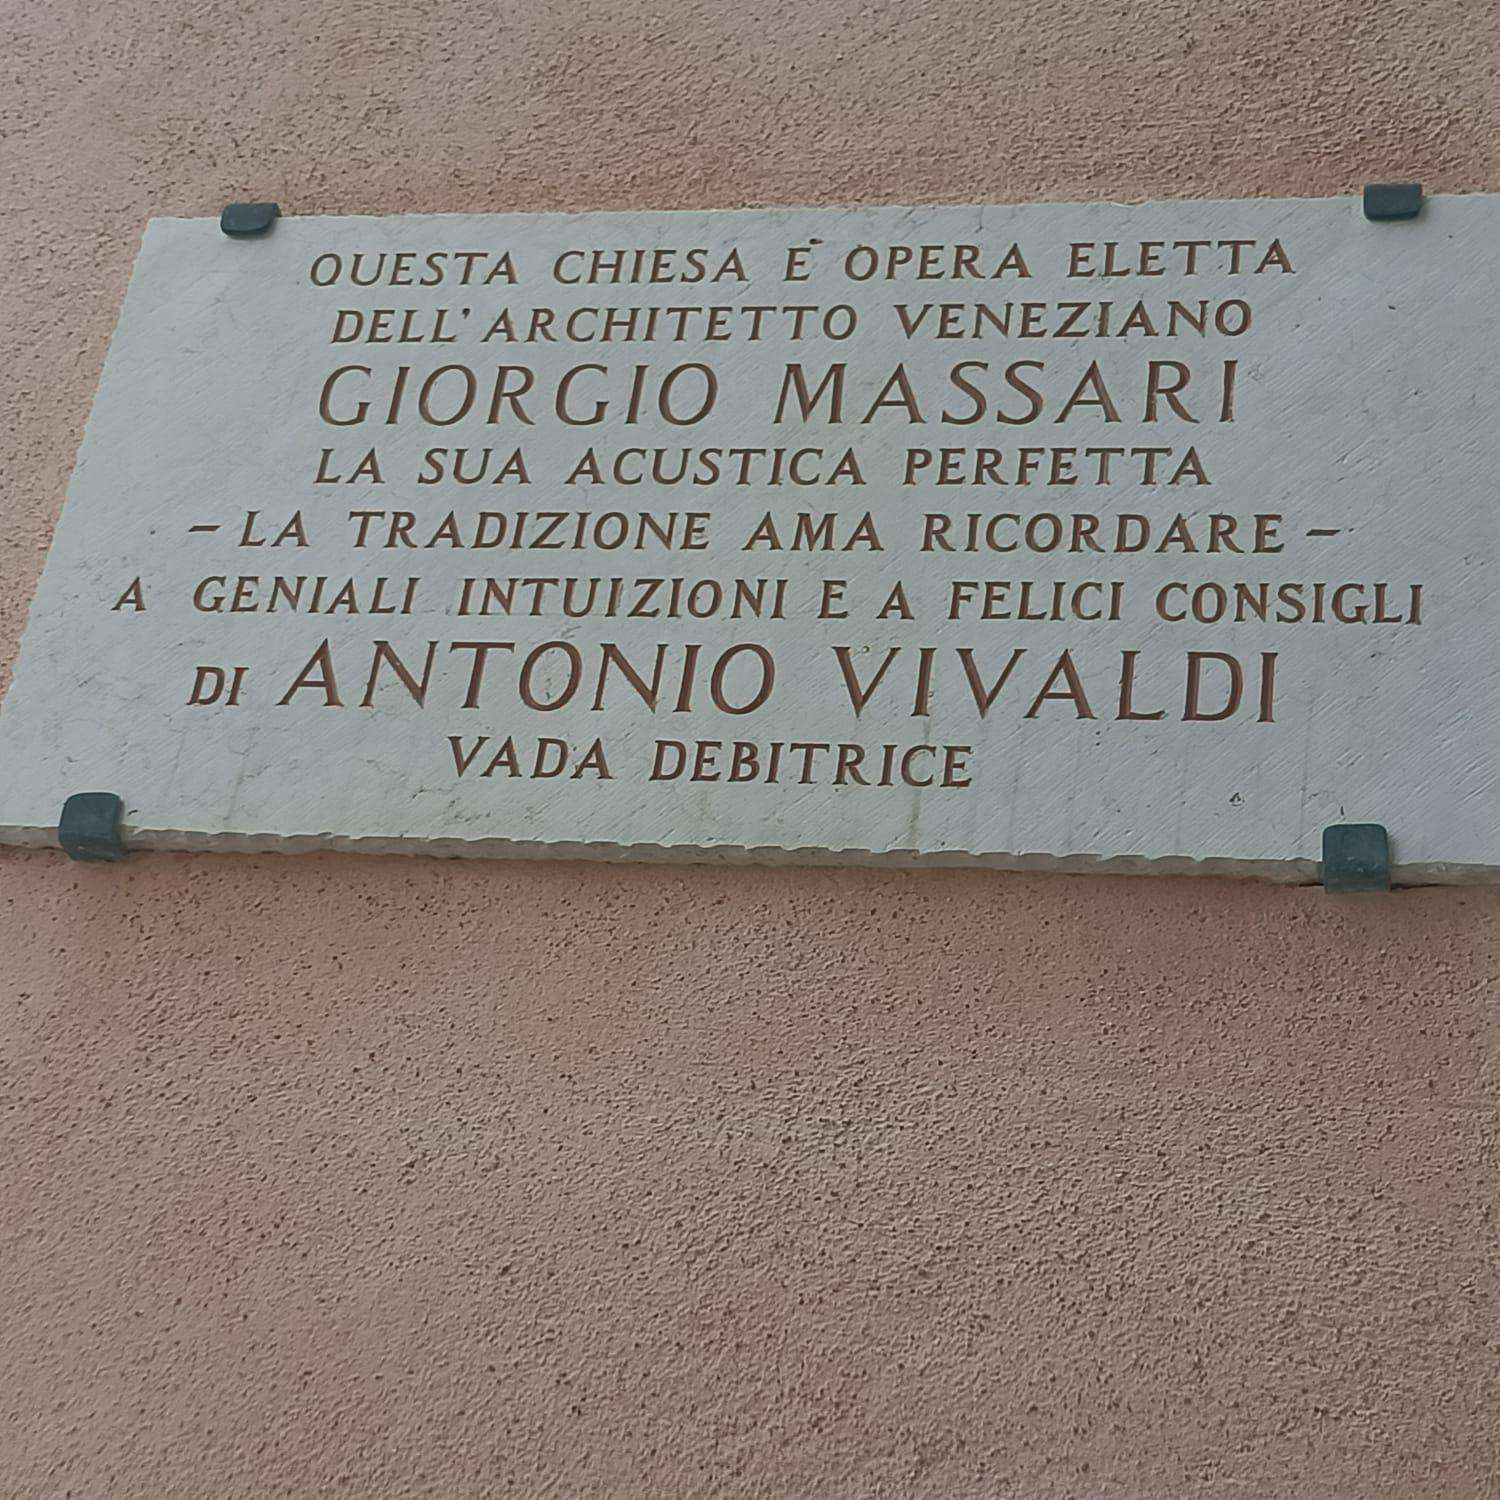 QUESTA CHIESA È OPERA ELETTA
DELL'ARCHITETTO VENEZIANO
GIORGIO MASSARI
LA SUA ACUSTICA PERFETTA
– LA TRADIZIONE AMA RICORDARE –
A GENIALI INTUIZIONI E A FELICI CONSIGLI
DI ANTONIO VIVALDI
VADA DEBITRICE